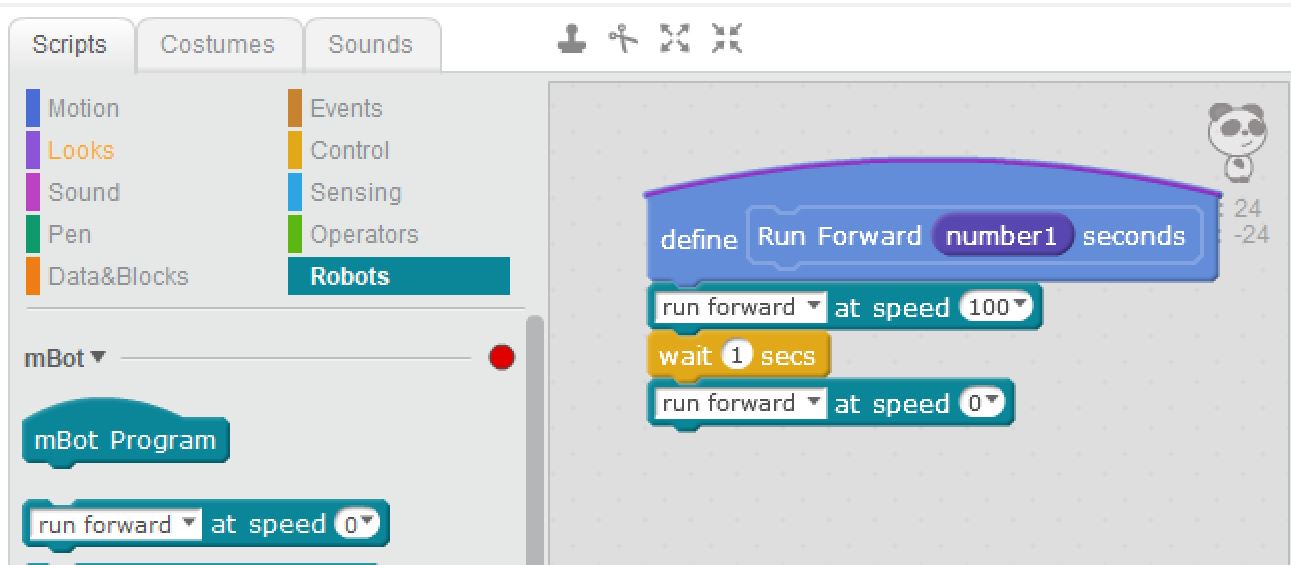 Scripts Costumes Sounds
Motion Events
Looks Control
Sound Sensing
Pen Operators
Data&Blocks Robots
mBot
mBot Program
run forward at speed 0
: 24
: -24
define Run Forward number1 seconds
run forward at speed 100
wait 1 secs
run forward at speed 0